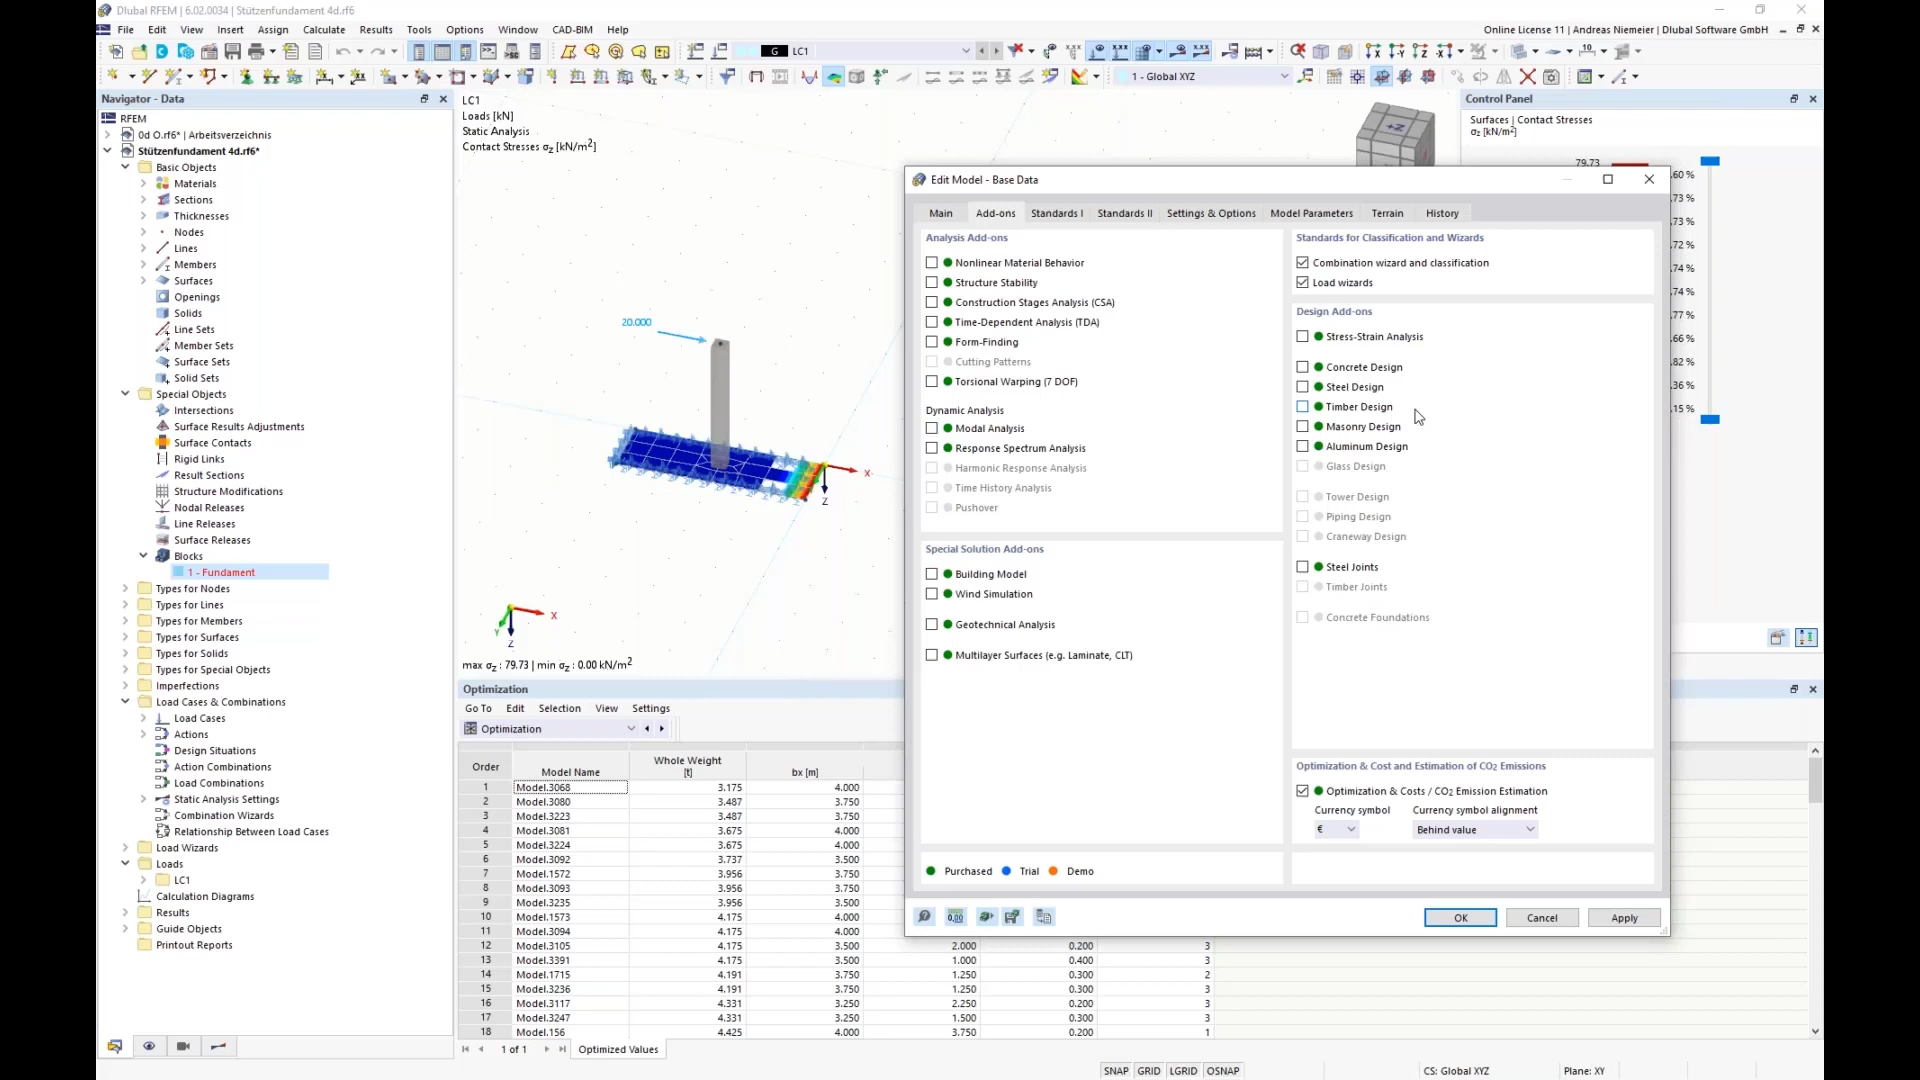 Dlubal RFEM | 6.02.0034 | Stützenfundament 4d.rf6
File Edit View Insert Assign Calculate Results Tools Options Window CAD-BIM Help
Online License 11 | Andreas Niemeier | Dlubal Software GmbH
G LC1
1 - Global XYZ
Navigator - Data
RFEM
0d O.rf6* | Arbeitsverzeichnis
Stützenfundament 4d.rf6*
Basic Objects
Materials
Sections
Thicknesses
Nodes
Lines
Members
Surfaces
Openings
Solids
Line Sets
Member Sets
Surface Sets
Solid Sets
Special Objects
Intersections
Surface Results Adjustments
Surface Contacts
Rigid Links
Result Sections
Structure Modifications
Nodal Releases
Line Releases
Surface Releases
Blocks
1 - Fundament
Types for Nodes
Types for Lines
Types for Members
Types for Surfaces
Types for Solids
Types for Special Objects
Imperfections
Load Cases & Combinations
Load Cases
Actions
Design Situations
Action Combinations
Load Combinations
Static Analysis Settings
Combination Wizards
Relationship Between Load Cases
Load Wizards
Loads
LC1
Calculation Diagrams
Results
Guide Objects
Printout Reports
LC1
Loads [kN]
Static Analysis
Contact Stresses σz [kN/m²]
20.000
X
Z
X
Y
Z
+Z
max σz : 79.73 | min σz : 0.00 kN/m²
Control Panel
Surfaces | Contact Stresses
σz [kN/m²]
79.73
.60 %
.73 %
.73 %
.72 %
.68 %
.74 %
.77 %
.66 %
.82 %
.36 %
.15 %
Edit Model - Base Data
Main Add-ons Standards I Standards II Settings & Options Model Parameters Terrain History
Analysis Add-ons
Nonlinear Material Behavior
Structure Stability
Construction Stages Analysis (CSA)
Time-Dependent Analysis (TDA)
Form-Finding
Cutting Patterns
Torsional Warping (7 DOF)
Dynamic Analysis
Modal Analysis
Response Spectrum Analysis
Harmonic Response Analysis
Time History Analysis
Pushover
Special Solution Add-ons
Building Model
Wind Simulation
Geotechnical Analysis
Multilayer Surfaces (e.g. Laminate, CLT)
Purchased Trial Demo
Standards for Classification and Wizards
Combination wizard and classification
Load wizards
Design Add-ons
Stress-Strain Analysis
Concrete Design
Steel Design
Timber Design
Masonry Design
Aluminum Design
Glass Design
Tower Design
Piping Design
Craneway Design
Steel Joints
Timber Joints
Concrete Foundations
Optimization & Cost and Estimation of CO2 Emissions
Optimization & Costs / CO2 Emission Estimation
Currency symbol Currency symbol alignment
€ Behind value
OK Cancel Apply
Optimization
Go To Edit Selection View Settings
Optimization
Order Model Name Whole Weight [t] bx [m]
1 Model.3068 3.175 4.000
2 Model.3080 3.487 3.750
3 Model.3223 3.487 3.750
4 Model.3081 3.675 4.000
5 Model.3224 3.675 4.000
6 Model.3092 3.737 3.500
7 Model.1572 3.956 3.750
8 Model.3093 3.956 3.750
9 Model.3235 3.956 3.500
10 Model.1573 4.175 4.000
11 Model.3094 4.175 4.000
12 Model.3105 4.175 3.500 2.000 0.200 3
13 Model.3391 4.175 3.500 1.000 0.400 3
14 Model.1715 4.191 3.750 1.250 0.300 2
15 Model.3236 4.191 3.750 1.250 0.300 3
16 Model.3117 4.331 3.250 2.250 0.200 3
17 Model.3247 4.331 3.250 1.500 0.300 3
18 Model.156 4.425 4.000 3.750 0.200 1
1 of 1 Optimized Values
SNAP GRID LGRID OSNAP CS: Global XYZ Plane: XY